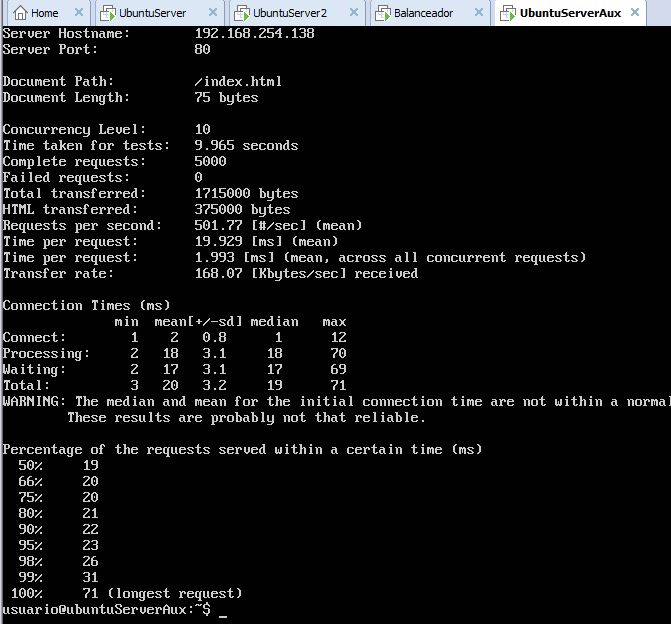 Home UbuntuServer UbuntuServer2 Balanceador UbuntuServerAux
Server Hostname: 192.168.254.138
Server Port: 80
Document Path: /index.html
Document Length: 75 bytes
Concurrency Level: 10
Time taken for tests: 9.965 seconds
Complete requests: 5000
Failed requests: 0
Total transferred: 1715000 bytes
HTML transferred: 375000 bytes
Requests per second: 501.77 [#/sec] (mean)
Time per request: 19.929 [ms] (mean)
Time per request: 1.993 [ms] (mean, across all concurrent requests)
Transfer rate: 168.07 [Kbytes/sec] received
Connection Times (ms)
min mean[+/-sd] median max
Connect: 1 2 0.8 1 12
Processing: 2 18 3.1 18 70
Waiting: 2 17 3.1 17 69
Total: 3 20 3.2 19 71
WARNING: The median and mean for the initial connection time are not within a norma
These results are probably not that reliable.
Percentage of the requests served within a certain time (ms)
50% 19
66% 20
75% 20
80% 21
90% 22
95% 23
98% 26
99% 31
100% 71 (longest request)
usuario@ubuntuServerAux:~$ _